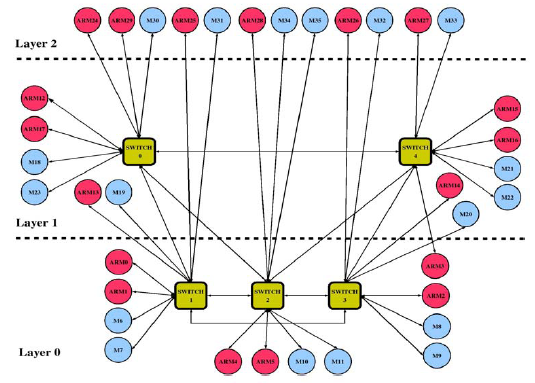 ARM24 ARM29 M30 ARM25 M31 ARM28 M34 M35 ARM26 M32 ARM27 M33
Layer 2
ARM12
ARM17
M18
M23
SWITCH
SWITCH
4
ARM15
ARM16
M21
M22
ARM13 M19
ARM14
M20
Layer 1
ARM0
ARM1
M6
M7
SWITCH
1
SWITCH
2
SWITCH
3
ARM3
ARM2
M8
M9
Layer 0
ARM4 ARM5 M10 M11